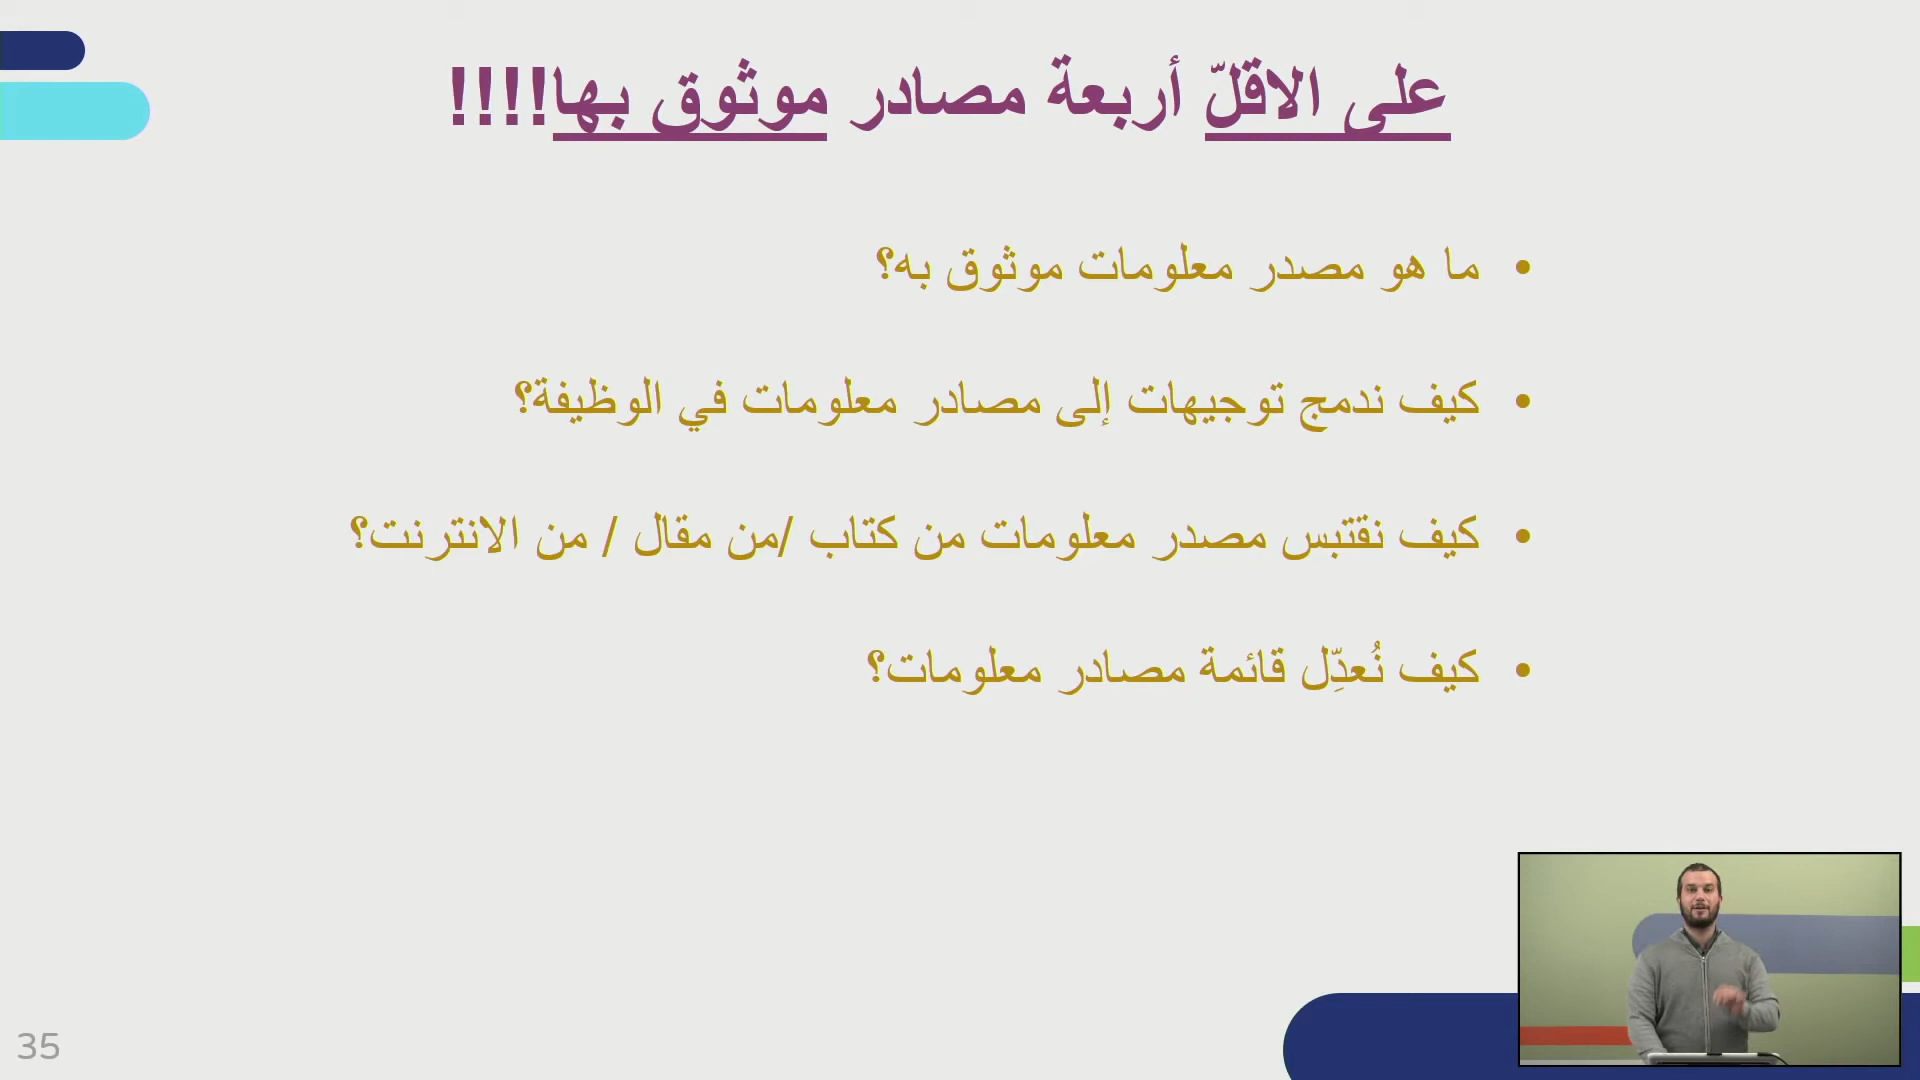 على الاقلّ أربعة مصادر موثوق بها!!!!
• ما هو مصدر معلومات موثوق به؟
• كيف ندمج توجيهات إلى مصادر معلومات في الوظيفة؟
• كيف نقتبس مصدر معلومات من كتاب /من مقال / من الانترنت؟
• كيف نُعدِّل قائمة مصادر معلومات؟
35